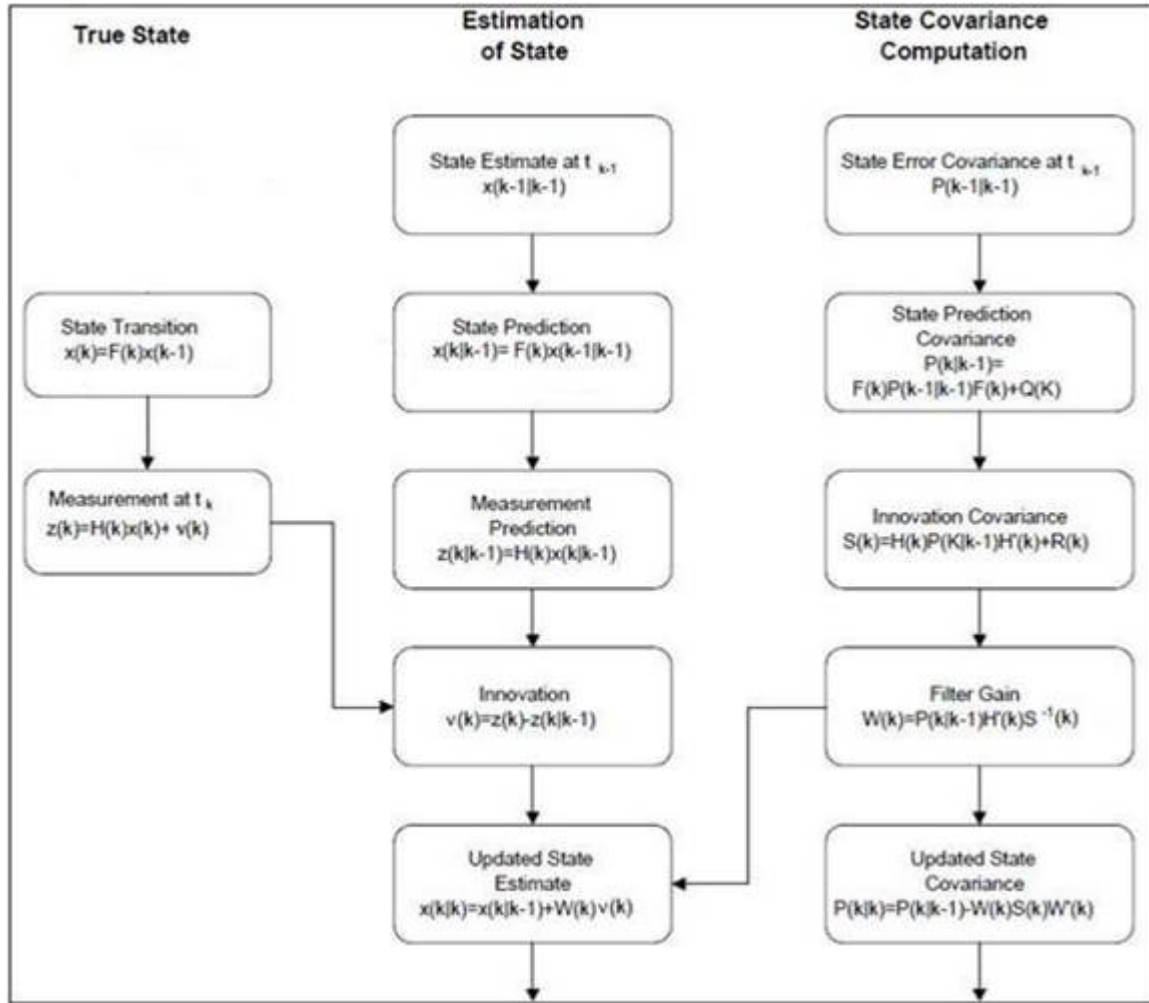 True State
Estimation
of State
State Covariance
Computation
State Estimate at t k-1
x(k-1|k-1)
State Error Covariance at t k-1
P(k-1|k-1)
State Transition
x(k)=F(k)x(k-1)
State Prediction
x(k|k-1)= F(k)x(k-1|k-1)
State Prediction
Covariance
P(k|k-1)=
F(k)P(k-1|k-1)F(k)+Q(K)
Measurement at t k
z(k)=H(k)x(k)+ v(k)
Measurement
Prediction
z(k|k-1)=H(k)x(k|k-1)
Innovation Covariance
S(k)=H(k)P(K|k-1)H'(k)+R(k)
Innovation
v(k)=z(k)-z(k|k-1)
Filter Gain
W(k)=P(k|k-1)H'(k)S -1(k)
Updated State
Estimate
x(k|k)=x(k|k-1)+W(k)v(k)
Updated State
Covariance
P(k|k)=P(k|k-1)-W(k)S(k)W'(k)